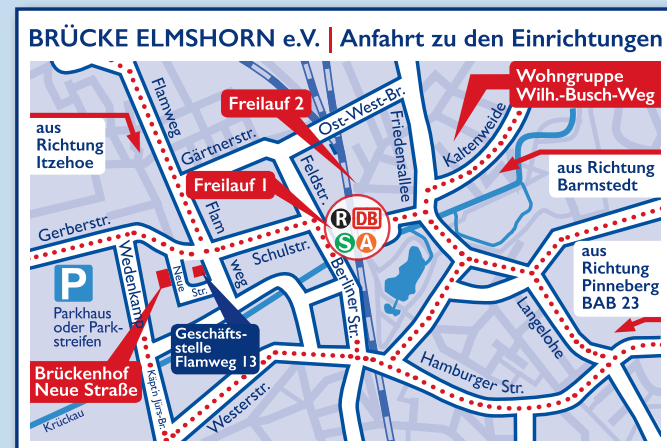 BRÜCKE ELMSHORN e.V. | Anfahrt zu den Einrichtungen
Wohngruppe
Wilh.-Busch-Weg
Freilauf 2
Ost-West-Br.
Flamweg
Gärtnerstr.
Friedensallee
Kaltenweide
aus
Richtung
Itzehoe
Feldstr.
aus Richtung
Barmstedt
Freilauf 1
R DB
S A
Gerberstr.
Flam
weg
Schulstr.
Wedenkamp
Neue
Str.
Berliner Str.
aus
Richtung
Pinneberg
BAB 23
P
Parkhaus
oder Park-
streifen
Geschäfts-
stelle
Flamweg 13
Langelohe
Brückenhof
Neue Straße
Käpt'n Jürs-Br.
Hamburger Str.
Westerstr.
Krückau